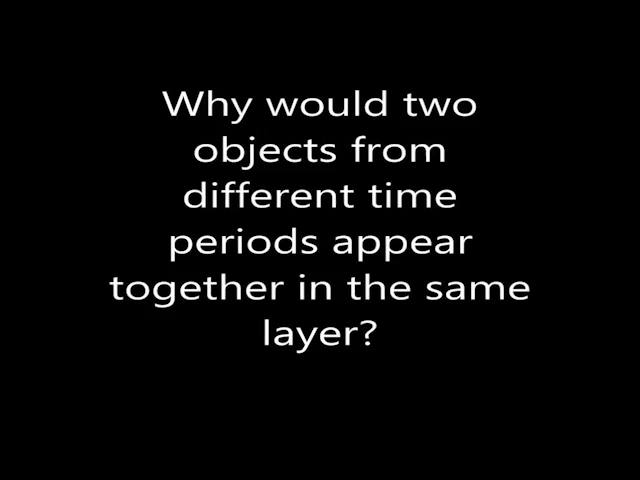 Why would two
objects from
different time
periods appear
together in the same
layer?